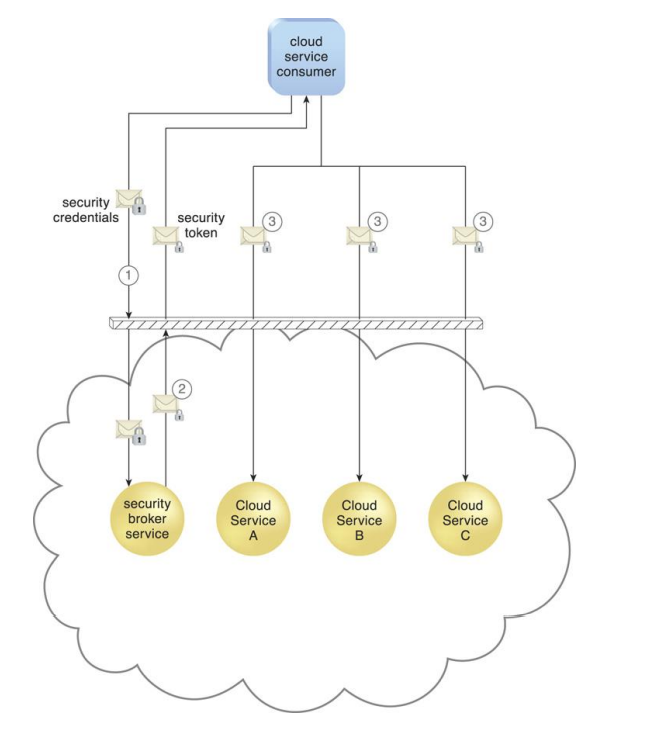 cloud
service
consumer
security
credentials
security
token
3
3
3
1
2
security
broker
service
Cloud
Service
A
Cloud
Service
B
Cloud
Service
C